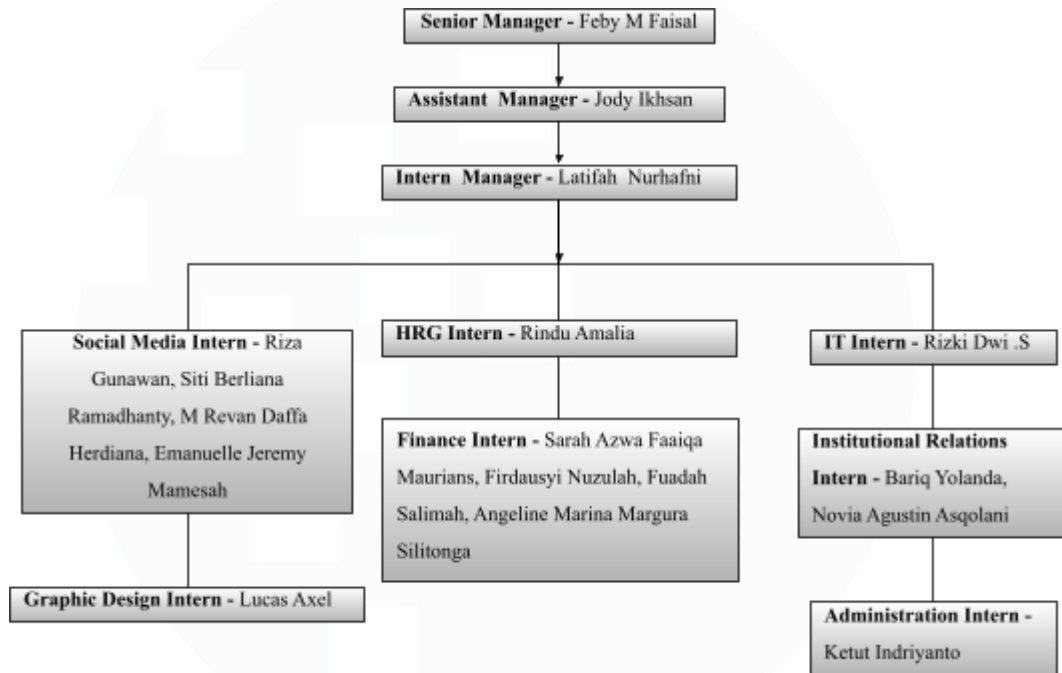 Senior Manager - Feby M Faisal
Assistant Manager - Jody Ikhsan
Intern Manager - Latifah Nurhafni
Social Media Intern - Riza
Gunawan, Siti Berliana
Ramadhanty, M Revan Daffa
Herdiana, Emanuelle Jeremy
Mamesah
Graphic Design Intern - Lucas Axel
HRG Intern - Rindu Amalia
Finance Intern - Sarah Azwa Faaiqa
Maurians, Firdausyi Nuzulah, Fuadah
Salimah, Angeline Marina Margura
Silitonga
IT Intern - Rizki Dwi .S
Institutional Relations
Intern - Bariq Yolanda,
Novia Agustin Asqolani
Administration Intern -
Ketut Indriyanto